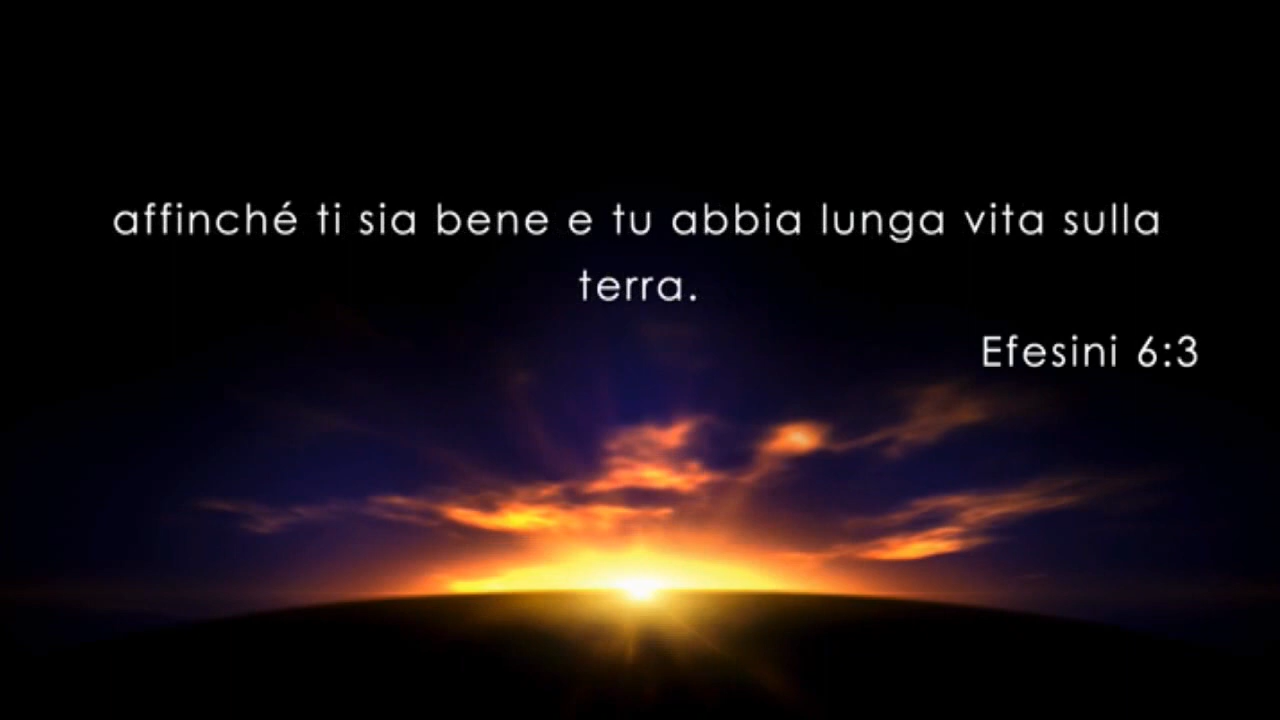 affinché ti sia bene e tu abbia lunga vita sulla
terra.
Efesini 6:3